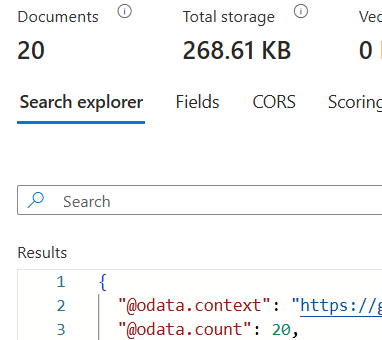 Documents Total storage Vec
20 268.61 KB 0
Search explorer Fields CORS Scoring
Search
Results
1 {
2 "@odata.context": "https://g
3 "@odata.count": 20,